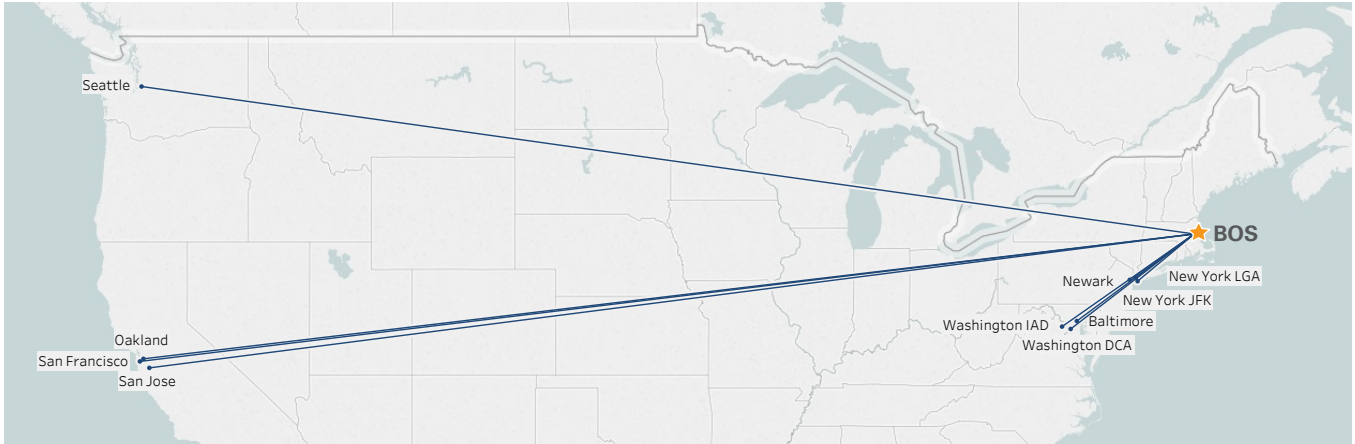 Seattle
BOS
New York LGA
Newark
New York JFK
Baltimore
Washington IAD
Washington DCA
Oakland
San Francisco
San Jose